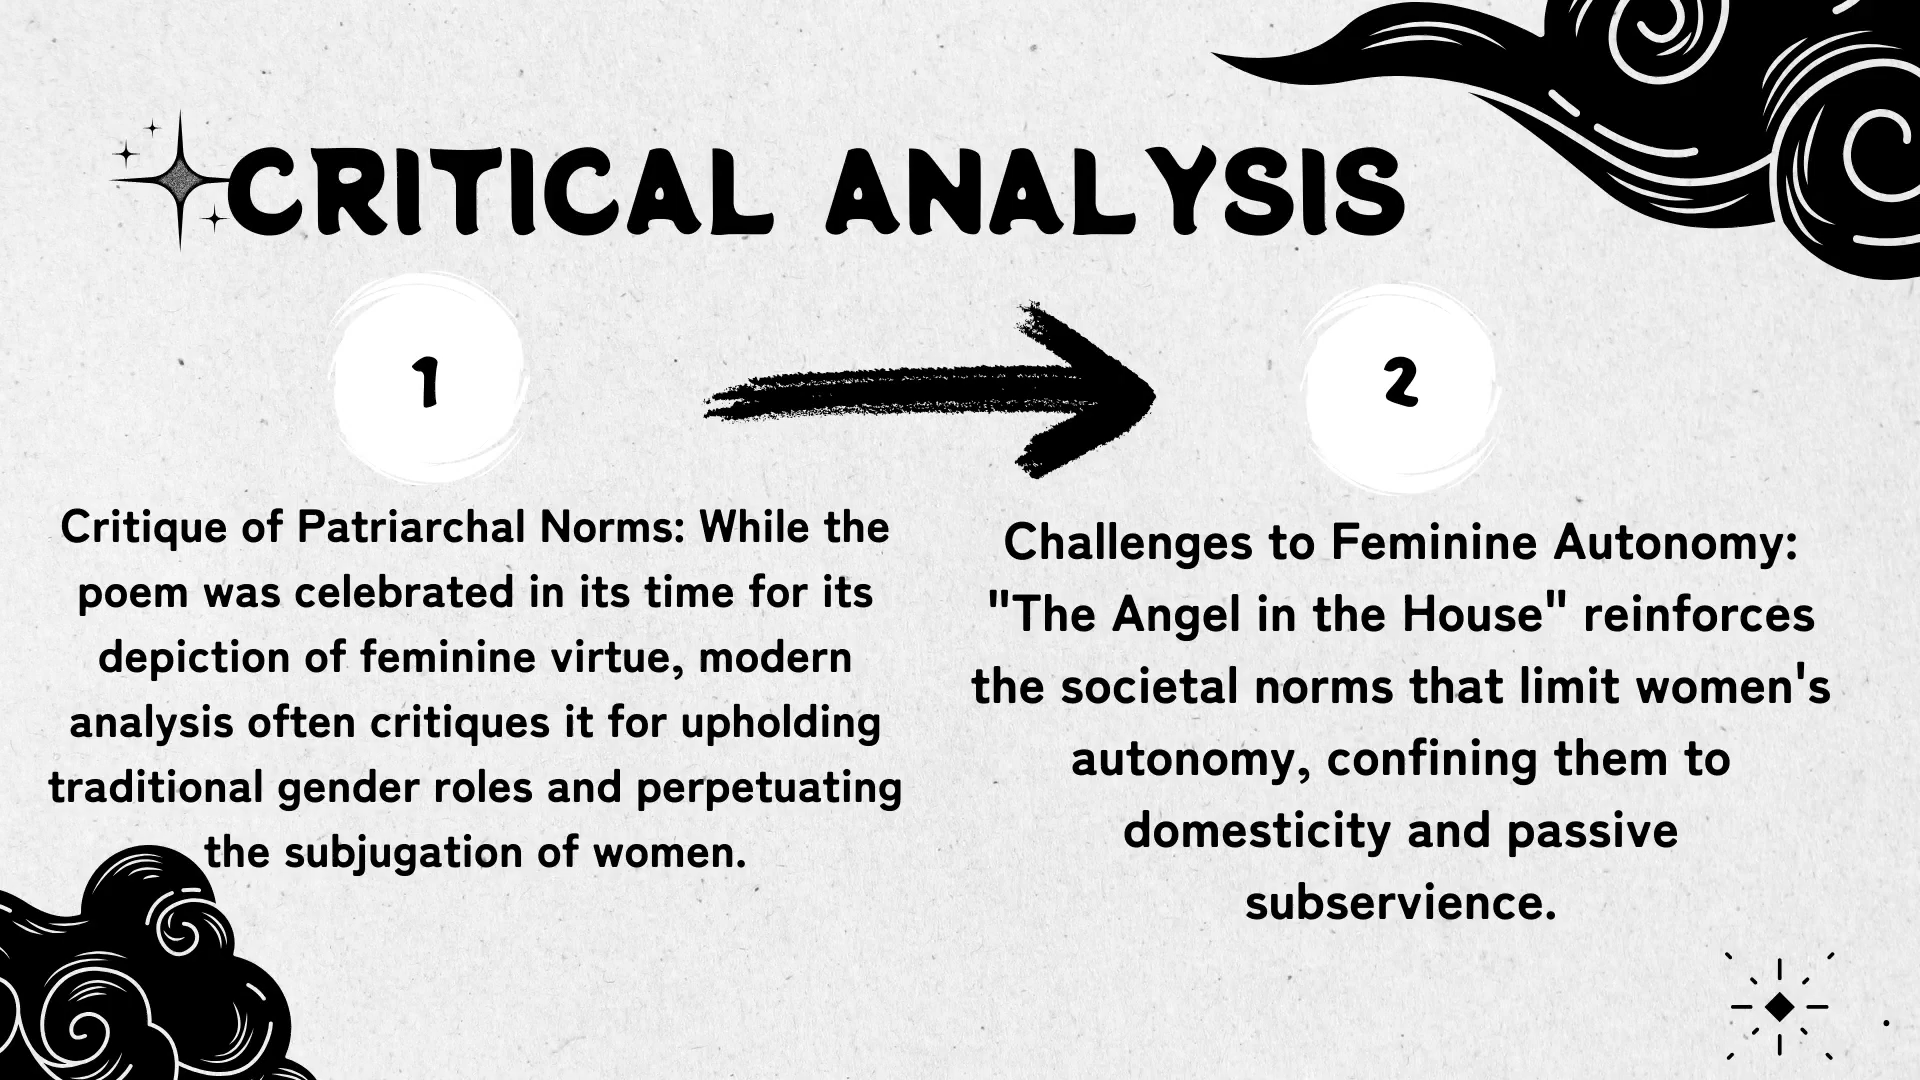 CRITICAL ANALYSIS
1
Critique of Patriarchal Norms: While the
poem was celebrated in its time for its
depiction of feminine virtue, modern
analysis often critiques it for upholding
traditional gender roles and perpetuating
the subjugation of women.
2
Challenges to Feminine Autonomy:
"The Angel in the House" reinforces
the societal norms that limit women's
autonomy, confining them to
domesticity and passive
subservience.